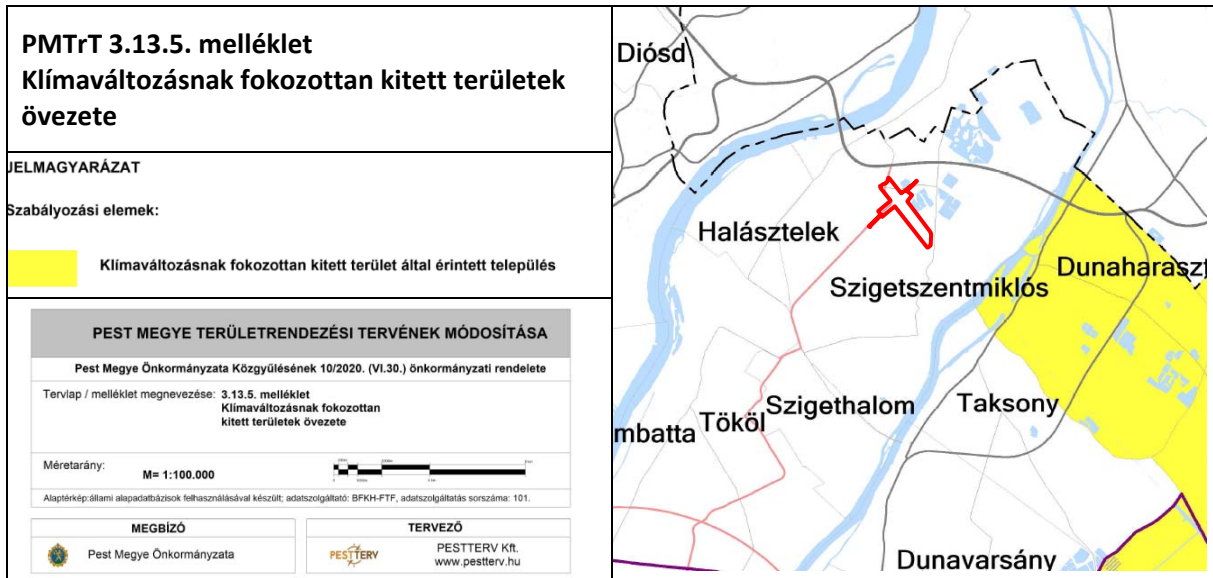 PMTrT 3.13.5. melléklet
Klímaváltozásnak fokozottan kitett területek
övezete
JELMAGYARÁZAT
Szabályozási elemek:
Klímaváltozásnak fokozottan kitett terület által érintett település
PEST MEGYE TERÜLETRENDEZÉSI TERVÉNEK MÓDOSÍTÁSA
Pest Megye Önkormányzata Közgyűlésének 10/2020. (VI.30.) önkormányzati rendelete
Tervlap / melléklet megnevezése: 3.13.5. melléklet
Klímaváltozásnak fokozottan
kitett területek övezete
Méretarány:
M= 1:100.000
Alaptérkép:állami alapadatbázisok felhasználásával készült; adatszolgáltató: BFKH-FTF, adatszolgáltatás sorszáma: 101.
MEGBÍZÓ
Pest Megye Önkormányzata
TERVEZŐ
PESTTERV
PESTTERV Kft.
www.pestterv.hu
Diósd
Halásztelek
Szigetszentmiklós
Dunaharaszt
Szigethalom
Taksony
Tököl
mbatta
Dunavarsány